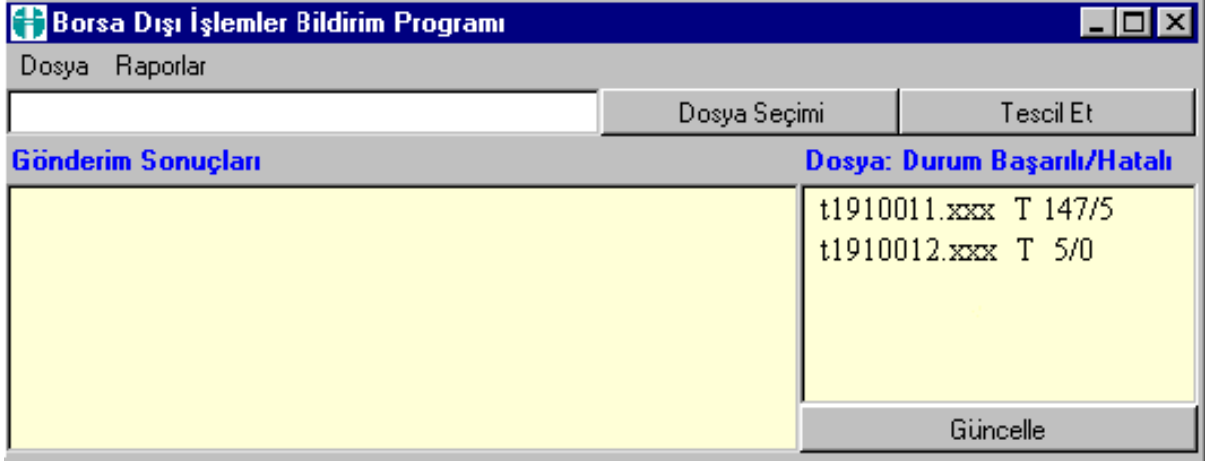 Borsa Dışı İşlemler Bildirim Programı
Dosya Raporlar
Dosya Seçimi Tescil Et
Gönderim Sonuçları Dosya: Durum Başarılı/Hatalı
t1910011.xxx T 147/5
t1910012.xxx T 5/0
Güncelle